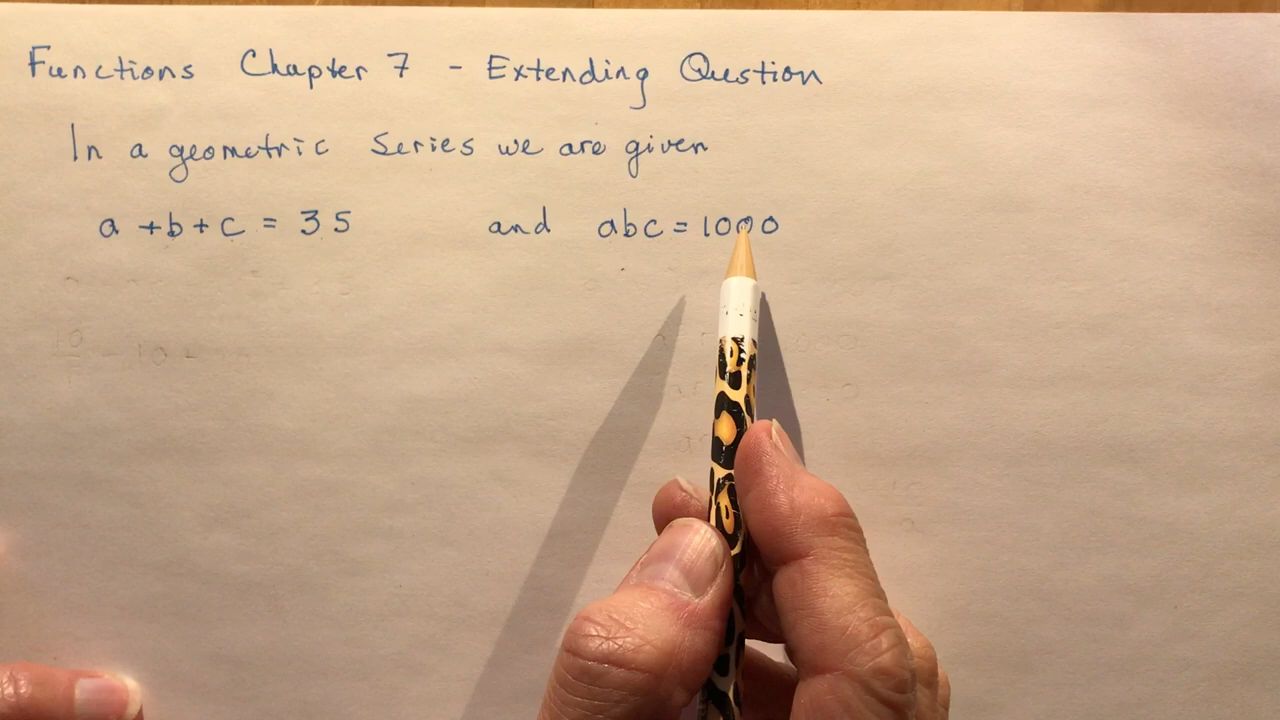 Functions Chapter 7 - Extending Question
In a geometric series we are given
a + b + c = 35 and abc = 1000